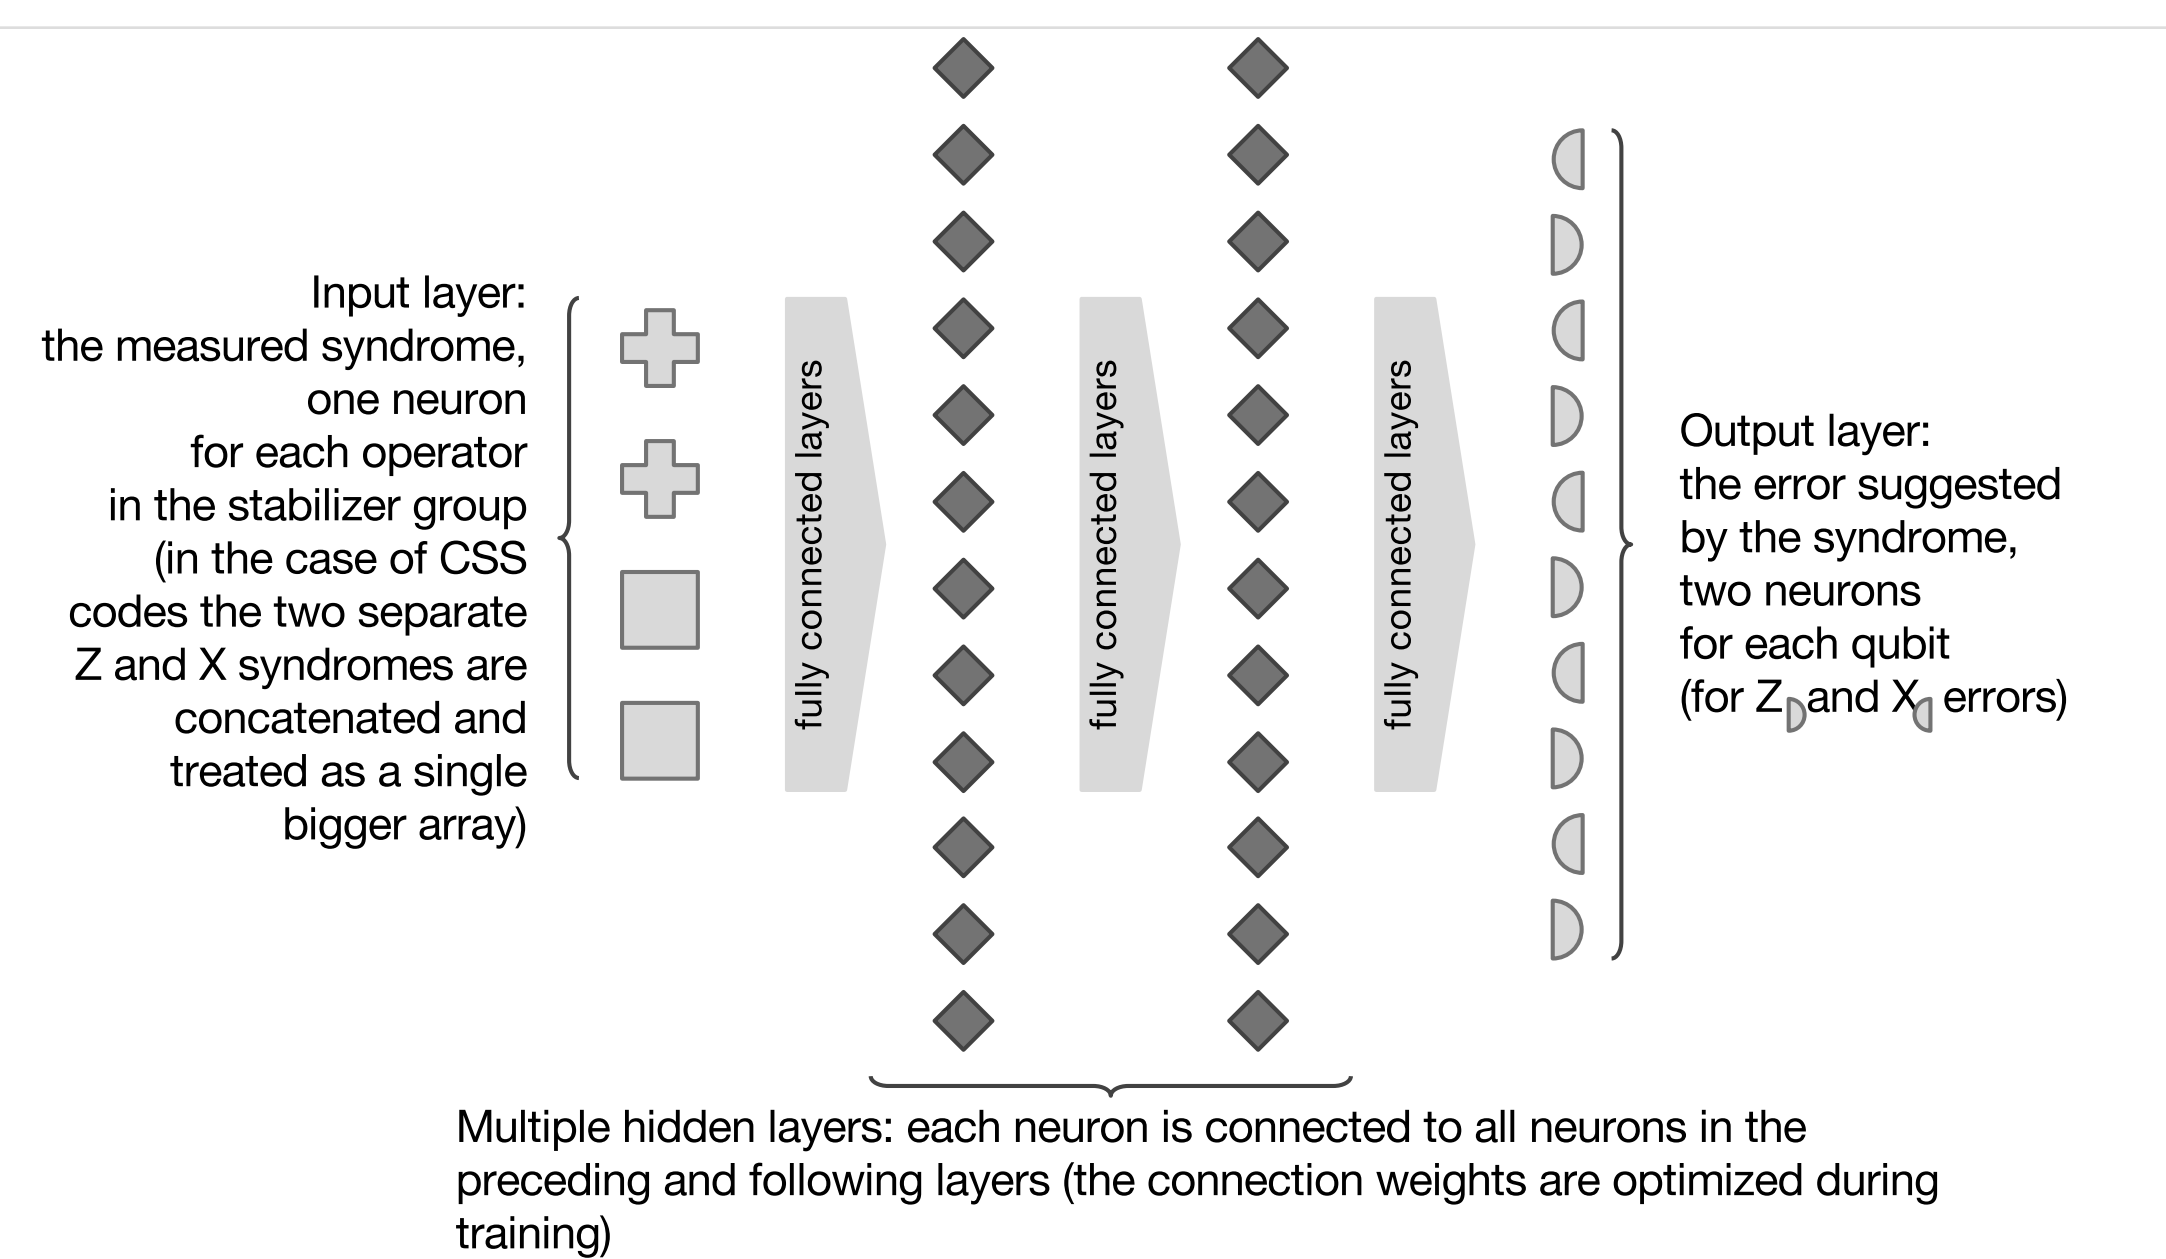 Input layer:
the measured syndrome,
one neuron
for each operator
in the stabilizer group
(in the case of CSS
codes the two separate
Z and X syndromes are
concatenated and
treated as a single
bigger array)
fully connected layers
fully connected layers
fully connected layers
Output layer:
the error suggested
by the syndrome,
two neurons
for each qubit
(for Z and X errors)
Multiple hidden layers: each neuron is connected to all neurons in the
preceding and following layers (the connection weights are optimized during
training)